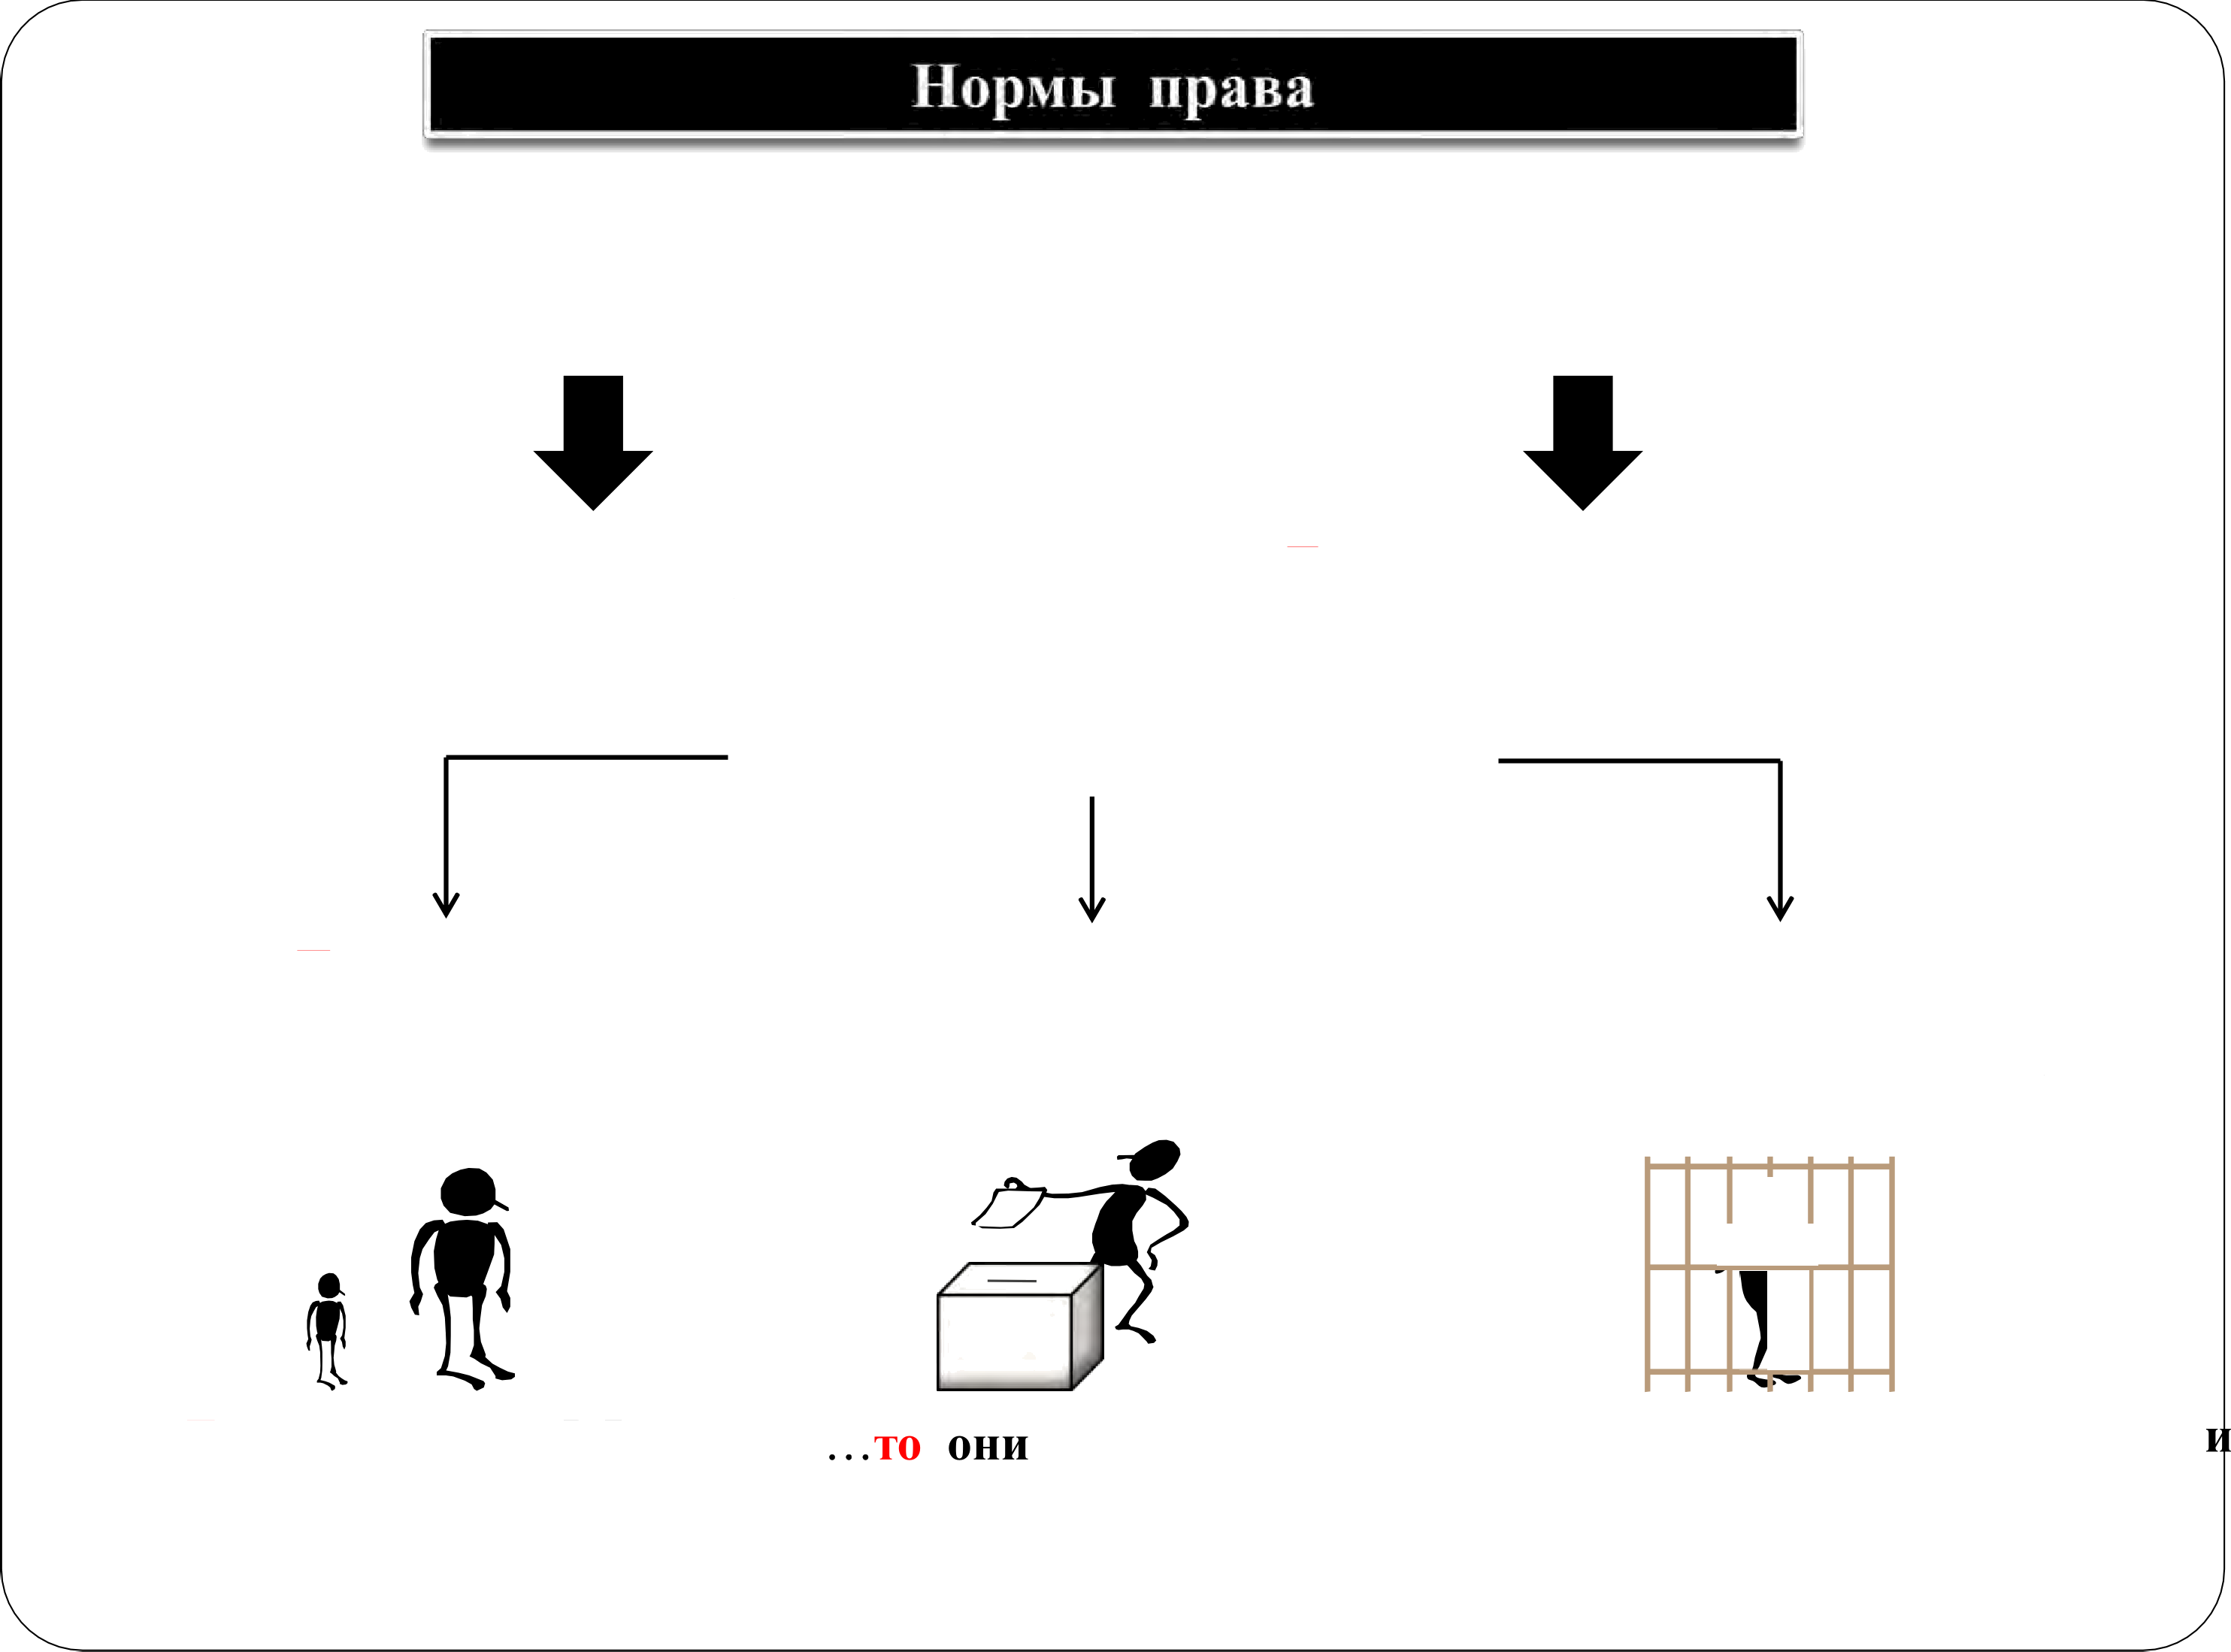 Нормы права
...то они
и